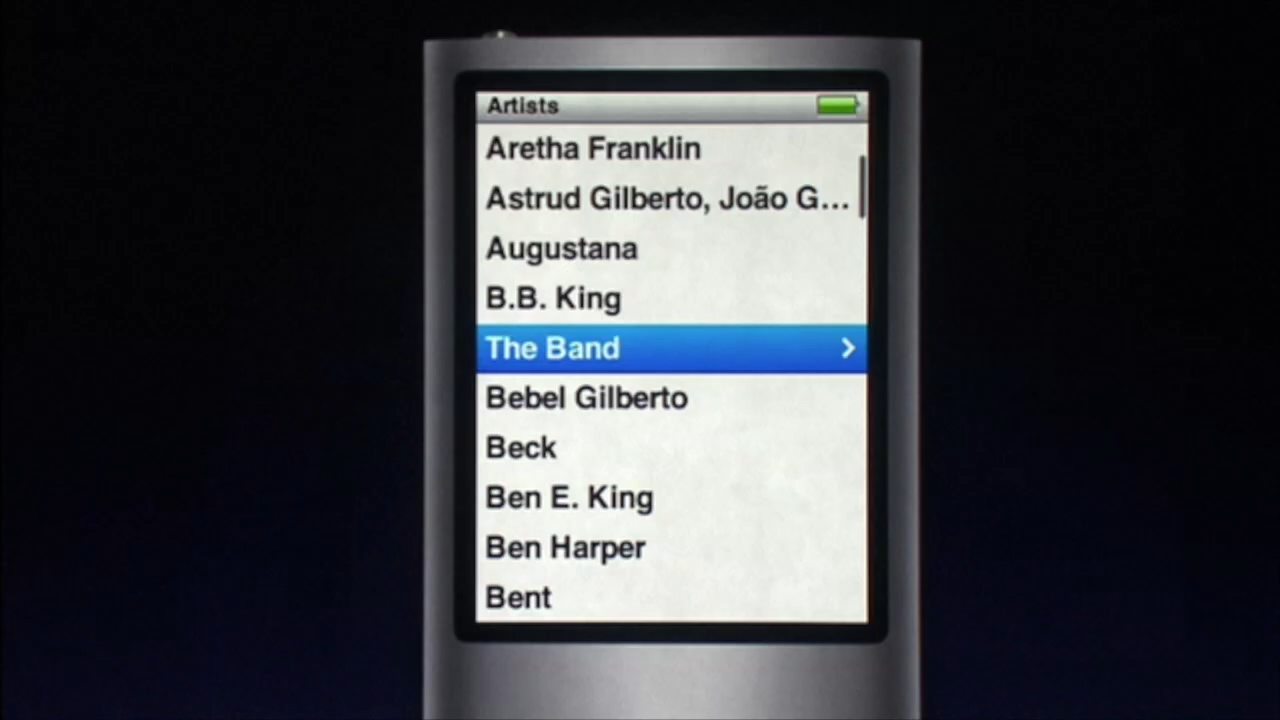 Artists
Aretha Franklin
Astrud Gilberto, João G...
Augustana
B.B. King
The Band
Bebel Gilberto
Beck
Ben E. King
Ben Harper
Bent